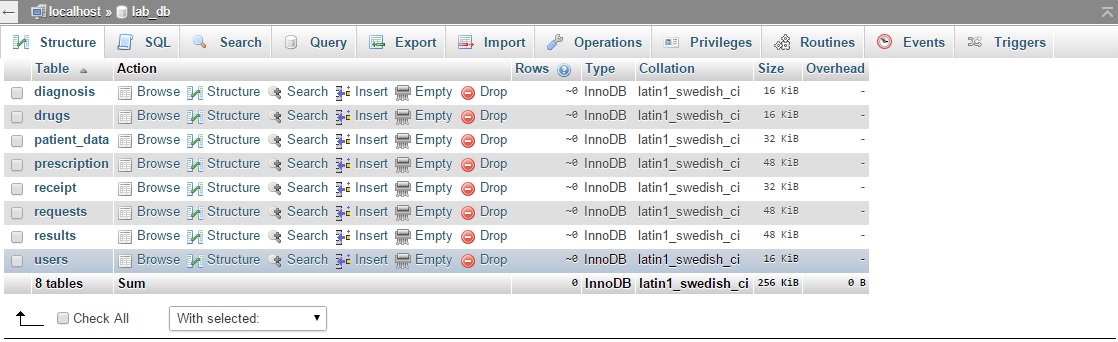 localhost » lab_db
Structure SQL Search Query Export Import Operations Privileges Routines Events Triggers
Table Action Rows Type Collation Size Overhead
diagnosis Browse Structure Search Insert Empty Drop ~0 InnoDB latin1_swedish_ci 16 KiB -
drugs Browse Structure Search Insert Empty Drop ~0 InnoDB latin1_swedish_ci 16 KiB -
patient_data Browse Structure Search Insert Empty Drop ~0 InnoDB latin1_swedish_ci 32 KiB -
prescription Browse Structure Search Insert Empty Drop ~0 InnoDB latin1_swedish_ci 48 KiB -
receipt Browse Structure Search Insert Empty Drop ~0 InnoDB latin1_swedish_ci 32 KiB -
requests Browse Structure Search Insert Empty Drop ~0 InnoDB latin1_swedish_ci 48 KiB -
results Browse Structure Search Insert Empty Drop ~0 InnoDB latin1_swedish_ci 48 KiB -
users Browse Structure Search Insert Empty Drop ~0 InnoDB latin1_swedish_ci 16 KiB -
8 tables Sum 0 InnoDB latin1_swedish_ci 256 KiB 0 B
Check All With selected: